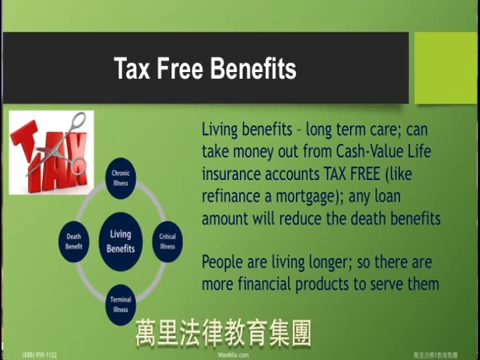 Tax Free Benefits
TAX
Living benefits – long term care; can
take money out from Cash-Value Life
insurance accounts TAX FREE (like
refinance a mortgage); any loan
amount will reduce the death benefits
People are living longer; so there are
more financial products to serve them
Chronic
Illness
Death
Benefit
Living
Benefits
Critical
Illness
Terminal
Illness
萬里法律教育集團
WanMile.com